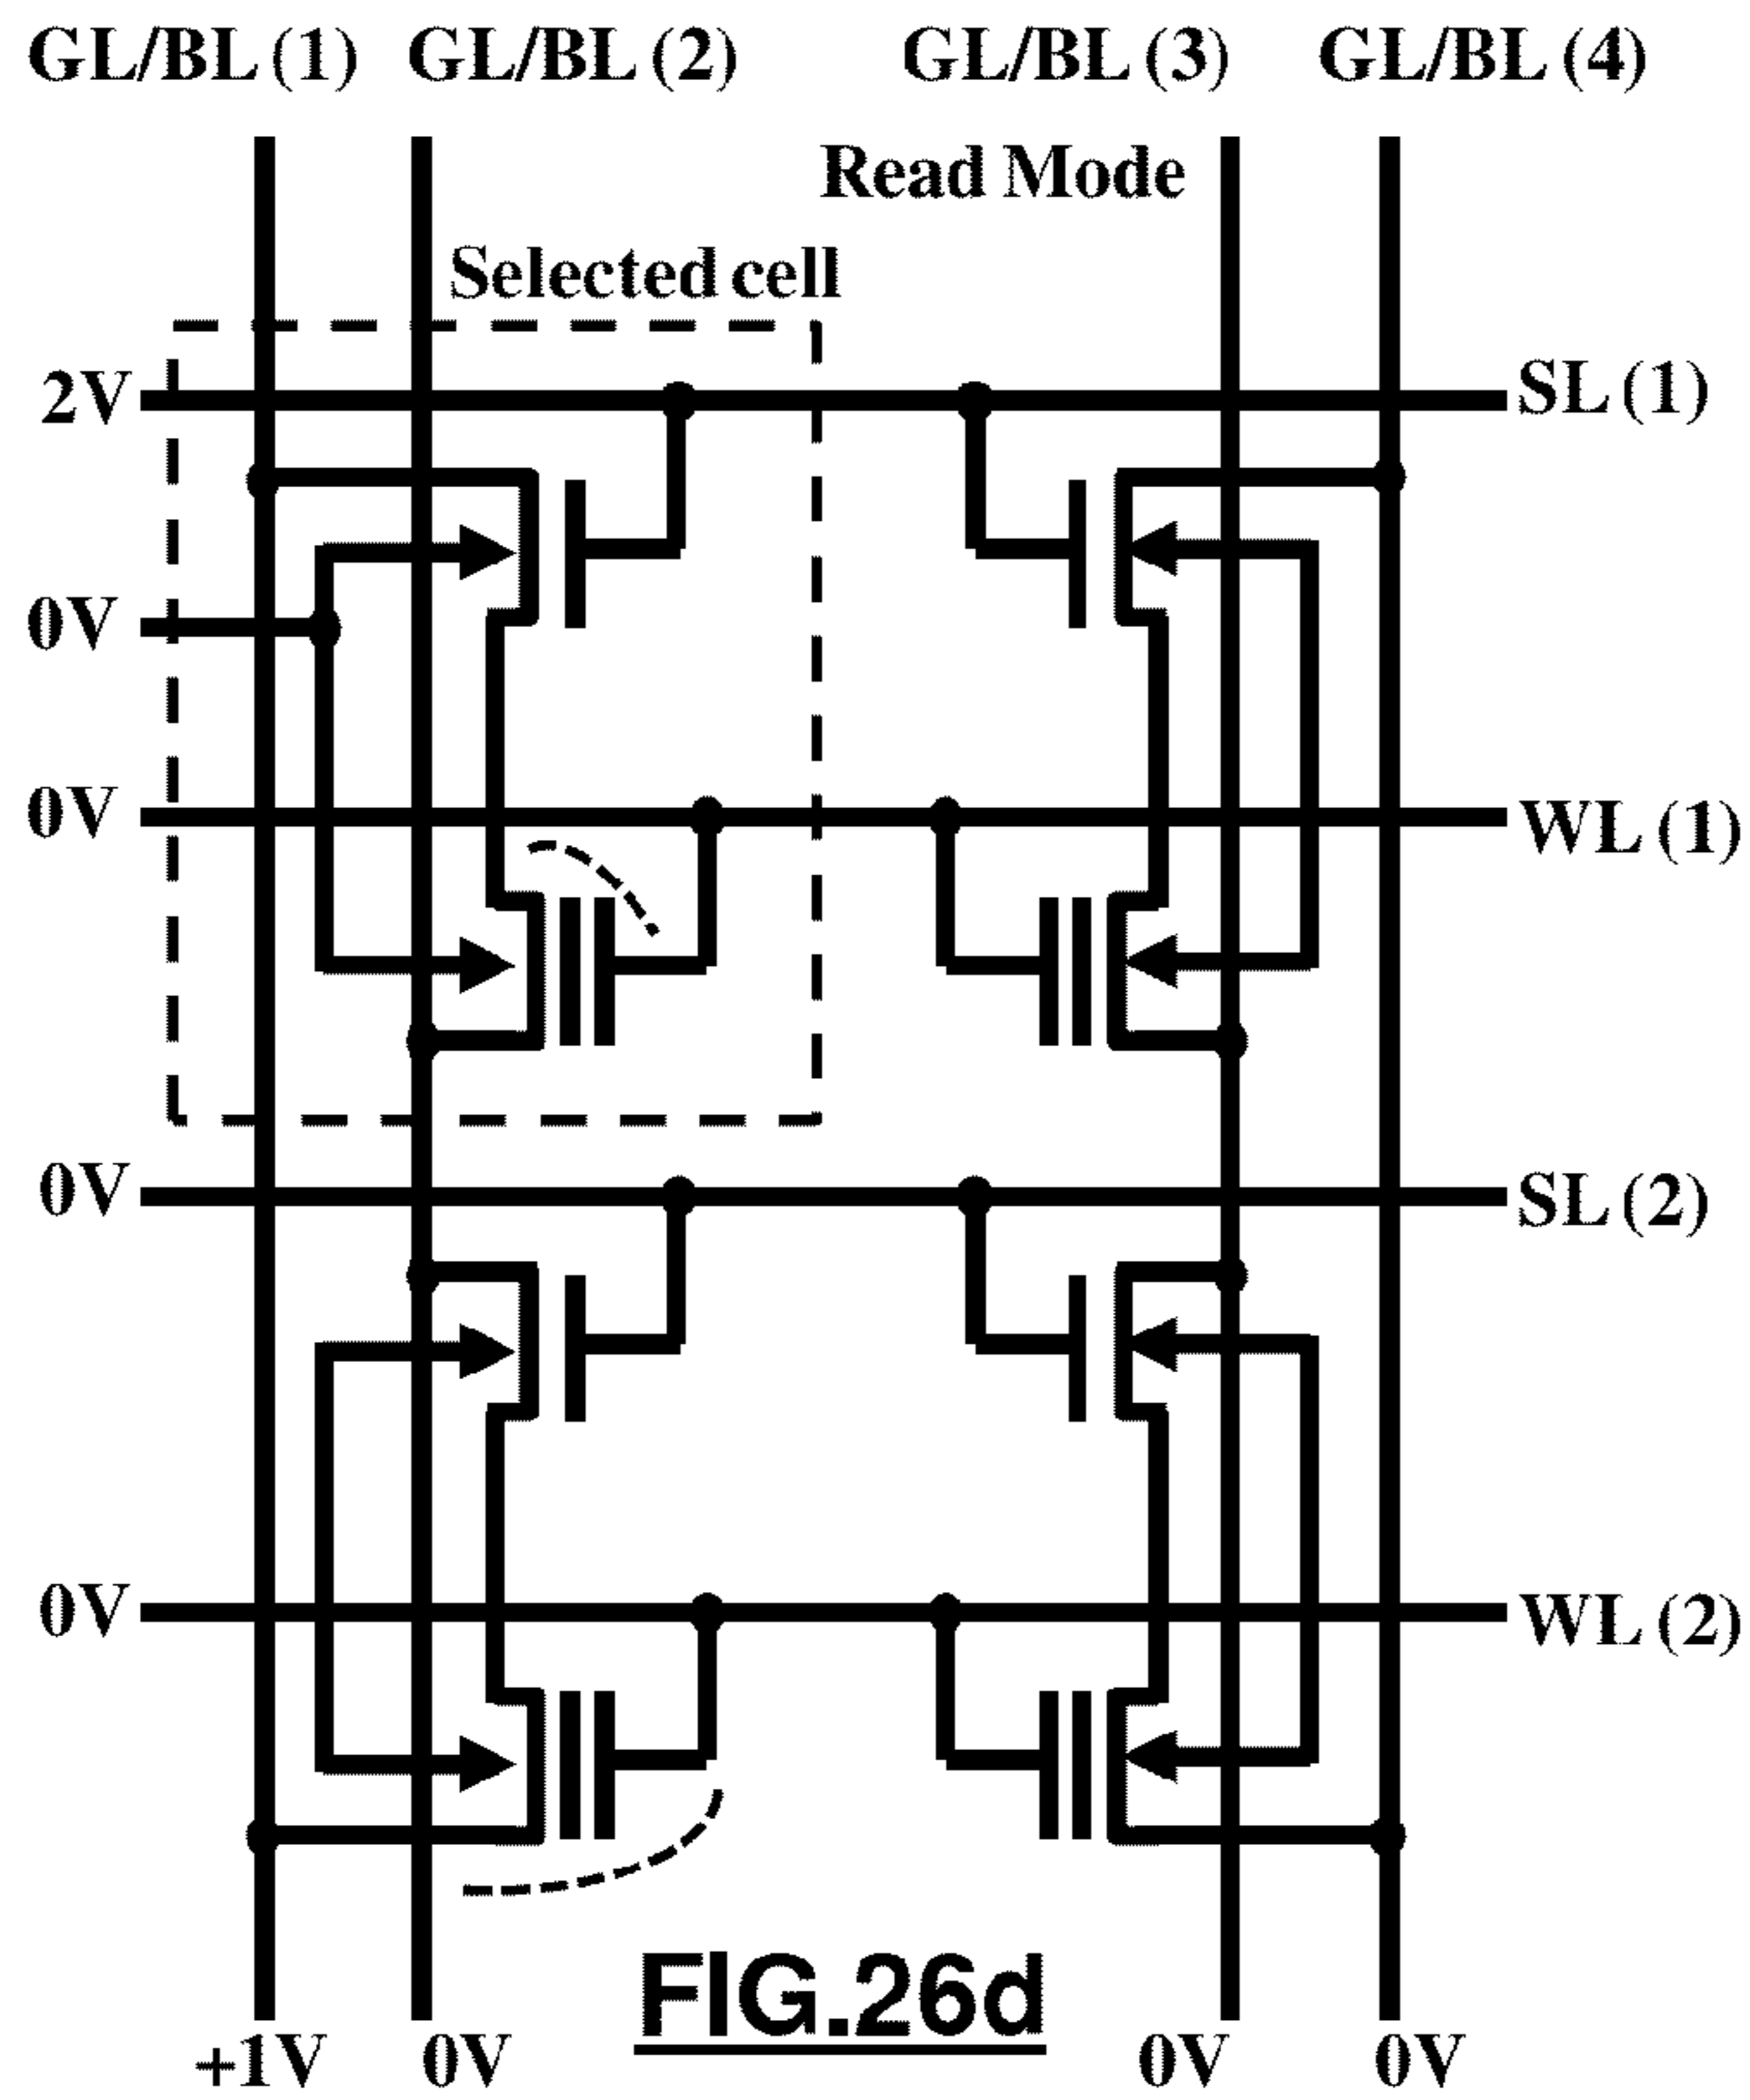 GL/BL (1) GL/BL (2) GL/BL (3) GL/BL (4)
Read Mode
Selected cell
2V SL (1)
0V
0V WL (1)
0V SL (2)
0V WL (2)
FIG.26d
+1V 0V 0V 0V